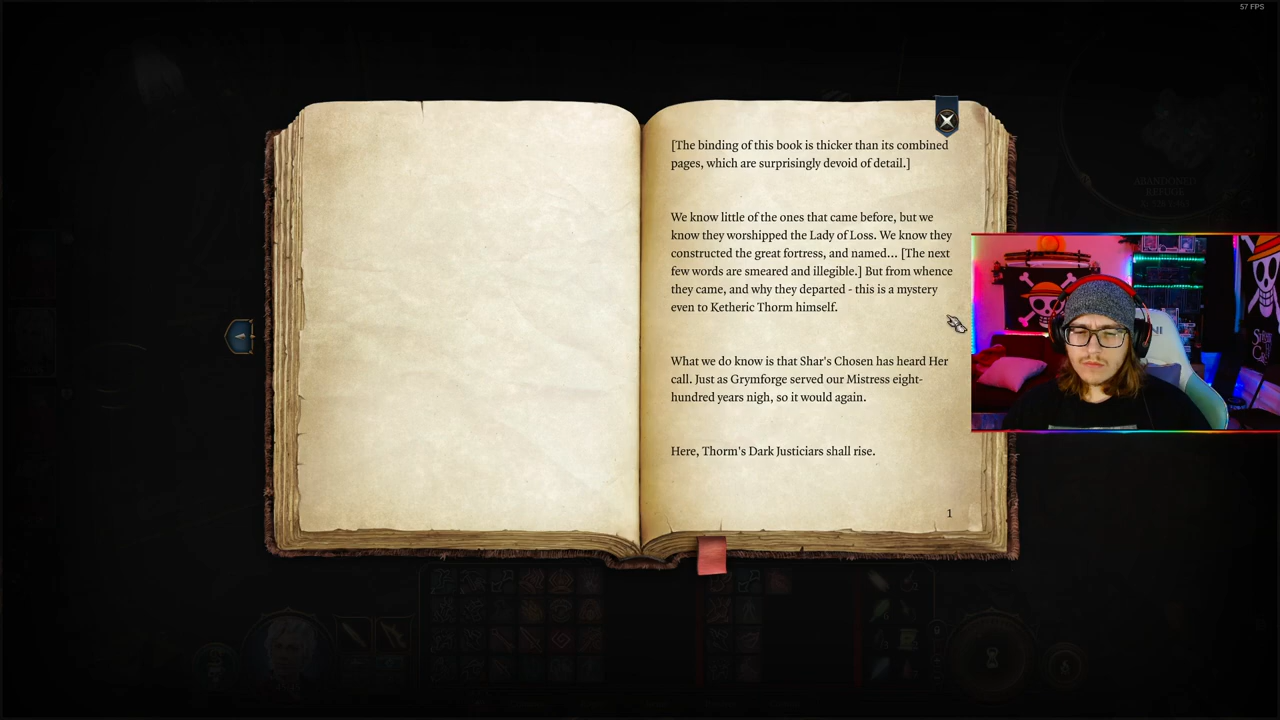 57 FPS
[The binding of this book is thicker than its combined
pages, which are surprisingly devoid of detail.]
We know little of the ones that came before, but we
know they worshipped the Lady of Loss. We know they
constructed the great fortress, and named... [The next
few words are smeared and illegible.] But from whence
they came, and why they departed - this is a mystery
even to Ketheric Thorm himself.
What we do know is that Shar's Chosen has heard Her
call. Just as Grymforge served our Mistress eight-
hundred years nigh, so it would again.
Here, Thorm's Dark Justiciars shall rise.
1
ABANDONED
REFUGE